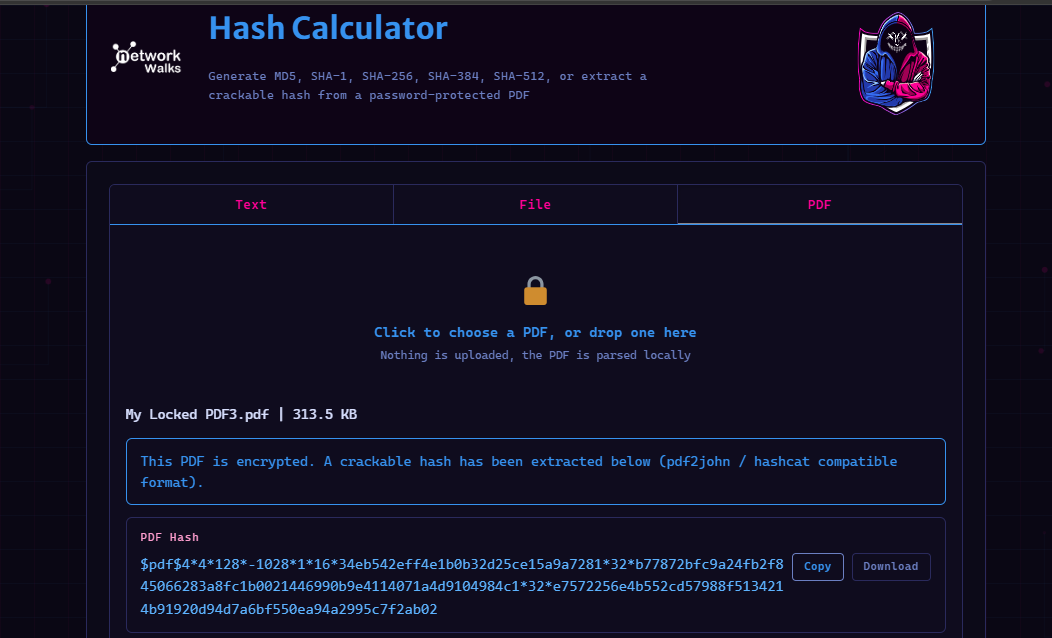 Hash Calculator
network
Walks
Generate MD5, SHA-1, SHA-256, SHA-384, SHA-512, or extract a
crackable hash from a password-protected PDF
Text
File
PDF
Click to choose a PDF, or drop one here
Nothing is uploaded, the PDF is parsed locally
My Locked PDF3.pdf | 313.5 KB
This PDF is encrypted. A crackable hash has been extracted below (pdf2john / hashcat compatible
format).
PDF Hash
$pdf$4*4*128*-1028*1*16*34eb542eff4e1b0b32d25ce15a9a7281*32*b77872bfc9a24fb2f8
45066283a8fc1b0021446990b9e4114071a4d9104984c1*32*e7572256e4b552cd57988f513421
4b91920d94d7a6bf550ea94a2995c7f2ab02
Copy
Download